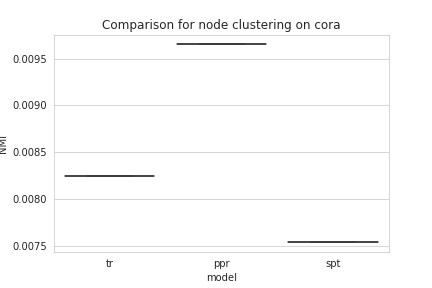 Comparison for node clustering on cora
0.0095
0.0090
0.0085
0.0080
0.0075
NMI
tr ppr spt
model